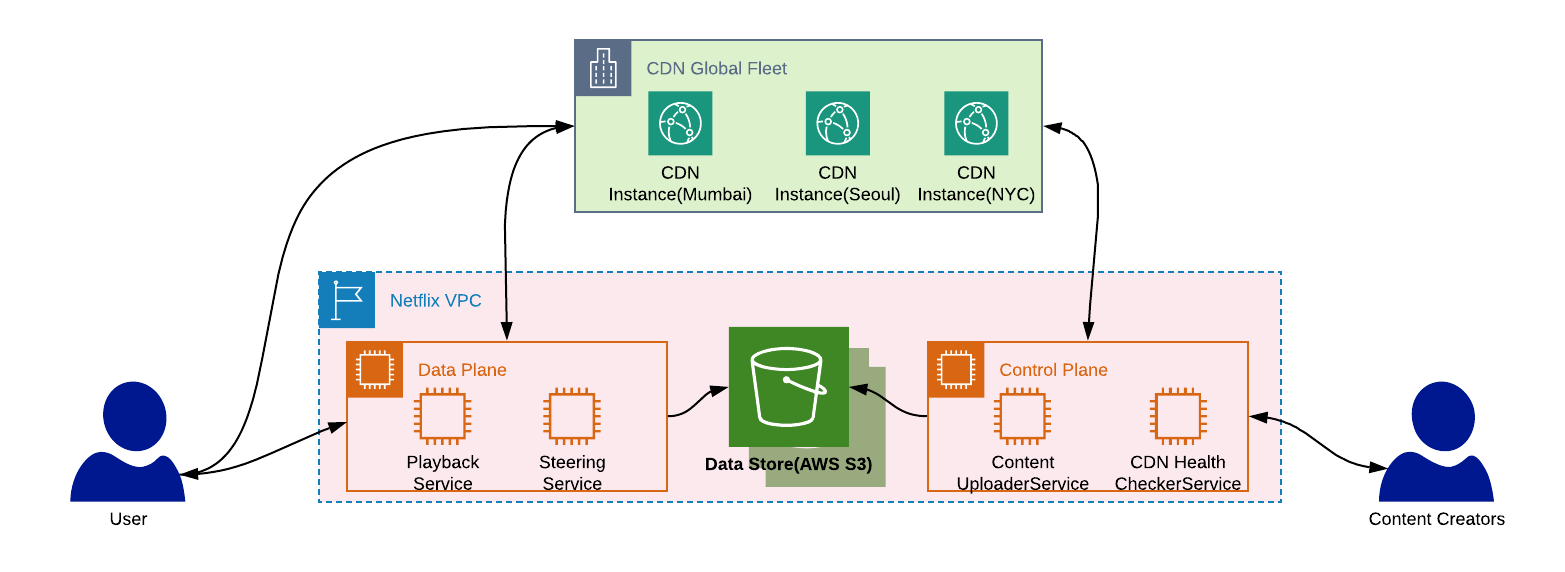 CDN Global Fleet
CDN
Instance(Mumbai)
CDN
Instance(Seoul)
CDN
Instance(NYC)
Netflix VPC
Data Plane
Playback
Service
Steering
Service
Data Store(AWS S3)
Control Plane
Content
UploaderService
CDN Health
CheckerService
User
Content Creators